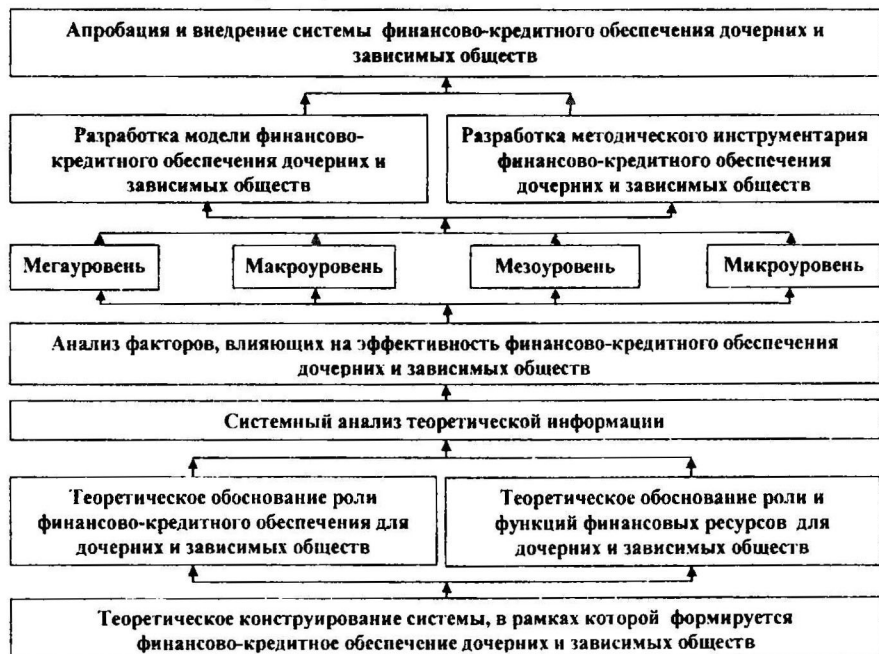 Апробация и внедрение системы финансово-кредитного обеспечения дочерних и
зависимых обществ
Разработка модели финансово-
кредитного обеспечения дочерних и
зависимых обществ
Разработка методического инструментария
финансово-кредитного обеспечения
дочерних и зависимых обществ
Мегауровень
Макроуровень
Мезоуровень
Микроуровень
Анализ факторов, влияющих на эффективность финансово-кредитного обеспечения
дочерних и зависимых обществ
Системный анализ теоретической информации
Теоретическое обоснование роли
финансово-кредитного обеспечения для
дочерних и зависимых обществ
Теоретическое обоснование роли и
функций финансовых ресурсов для
дочерних и зависимых обществ
Теоретическое конструирование системы, в рамках которой формируется
финансово-кредитное обеспечение дочерних и зависимых обществ